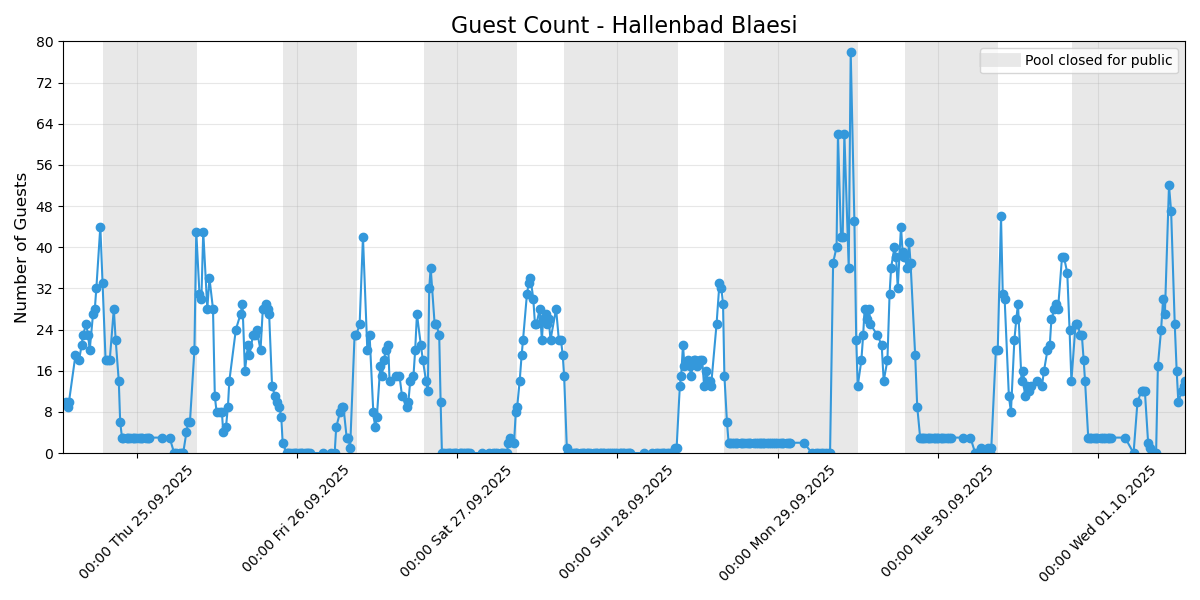 Guest Count - Hallenbad Blaesi
Number of Guests
80
72
64
56
48
40
32
24
16
8
0
Pool closed for public
00:00 Thu 25.09.2025
00:00 Fri 26.09.2025
00:00 Sat 27.09.2025
00:00 Sun 28.09.2025
00:00 Mon 29.09.2025
00:00 Tue 30.09.2025
00:00 Wed 01.10.2025